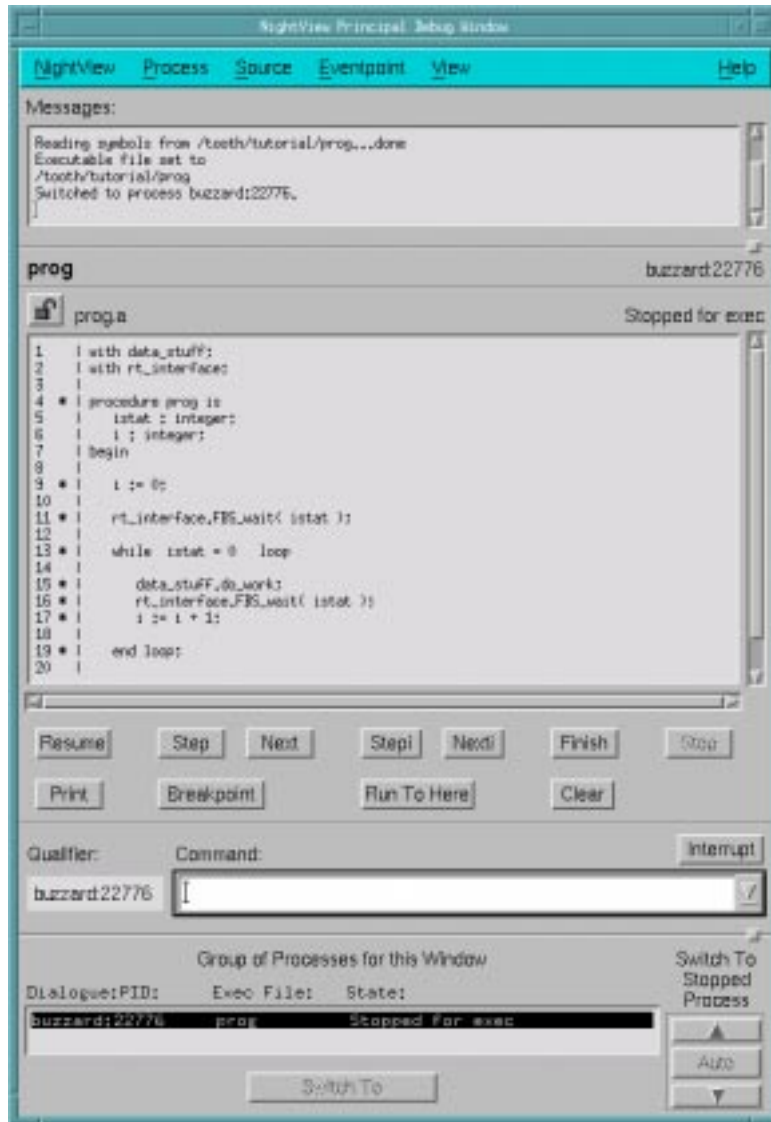 NightView Principal Debug Window
NightView Process Source Eventpoint View Help
Messages:
Reading symbols from /tooth/tutorial/prog...done
Executable file set to
/tooth/tutorial/prog
Switched to process buzzard:22776.
prog buzzard:22776
prog.a Stopped for exec
1 | with data_stuff;
2 | with rt_interface;
3 |
4 * | procedure prog is
5 | istat : integer;
6 | i : integer;
7 | begin
8 |
9 * | i := 0;
10 |
11 * | rt_interface.FBS_wait( istat );
12 |
13 * | while istat = 0 loop
14 |
15 * | data_stuff.do_work;
16 * | rt_interface.FBS_wait( istat );
17 * | i := i + 1;
18 |
19 * | end loop;
20 |
Resume Step Next Stepi Nexti Finish Stop
Print Breakpoint Run To Here Clear
Qualifier: Command: Interrupt
buzzard:22776
Group of Processes for this Window
Switch To
Stopped
Process
Dialogue:PID: Exec File: State:
buzzard:22776 prog Stopped for exec
Auto
Switch To